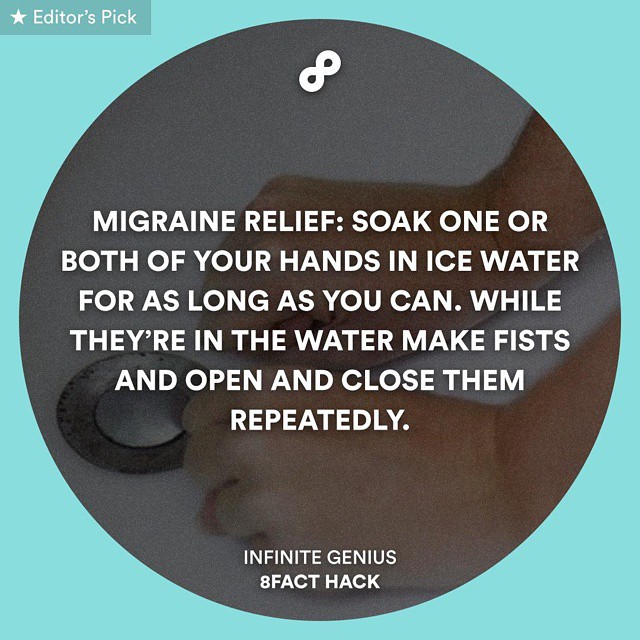 ★ Editor's Pick
MIGRAINE RELIEF: SOAK ONE OR
BOTH OF YOUR HANDS IN ICE WATER
FOR AS LONG AS YOU CAN. WHILE
THEY'RE IN THE WATER MAKE FISTS
AND OPEN AND CLOSE THEM
REPEATEDLY.
INFINITE GENIUS
8FACT HACK